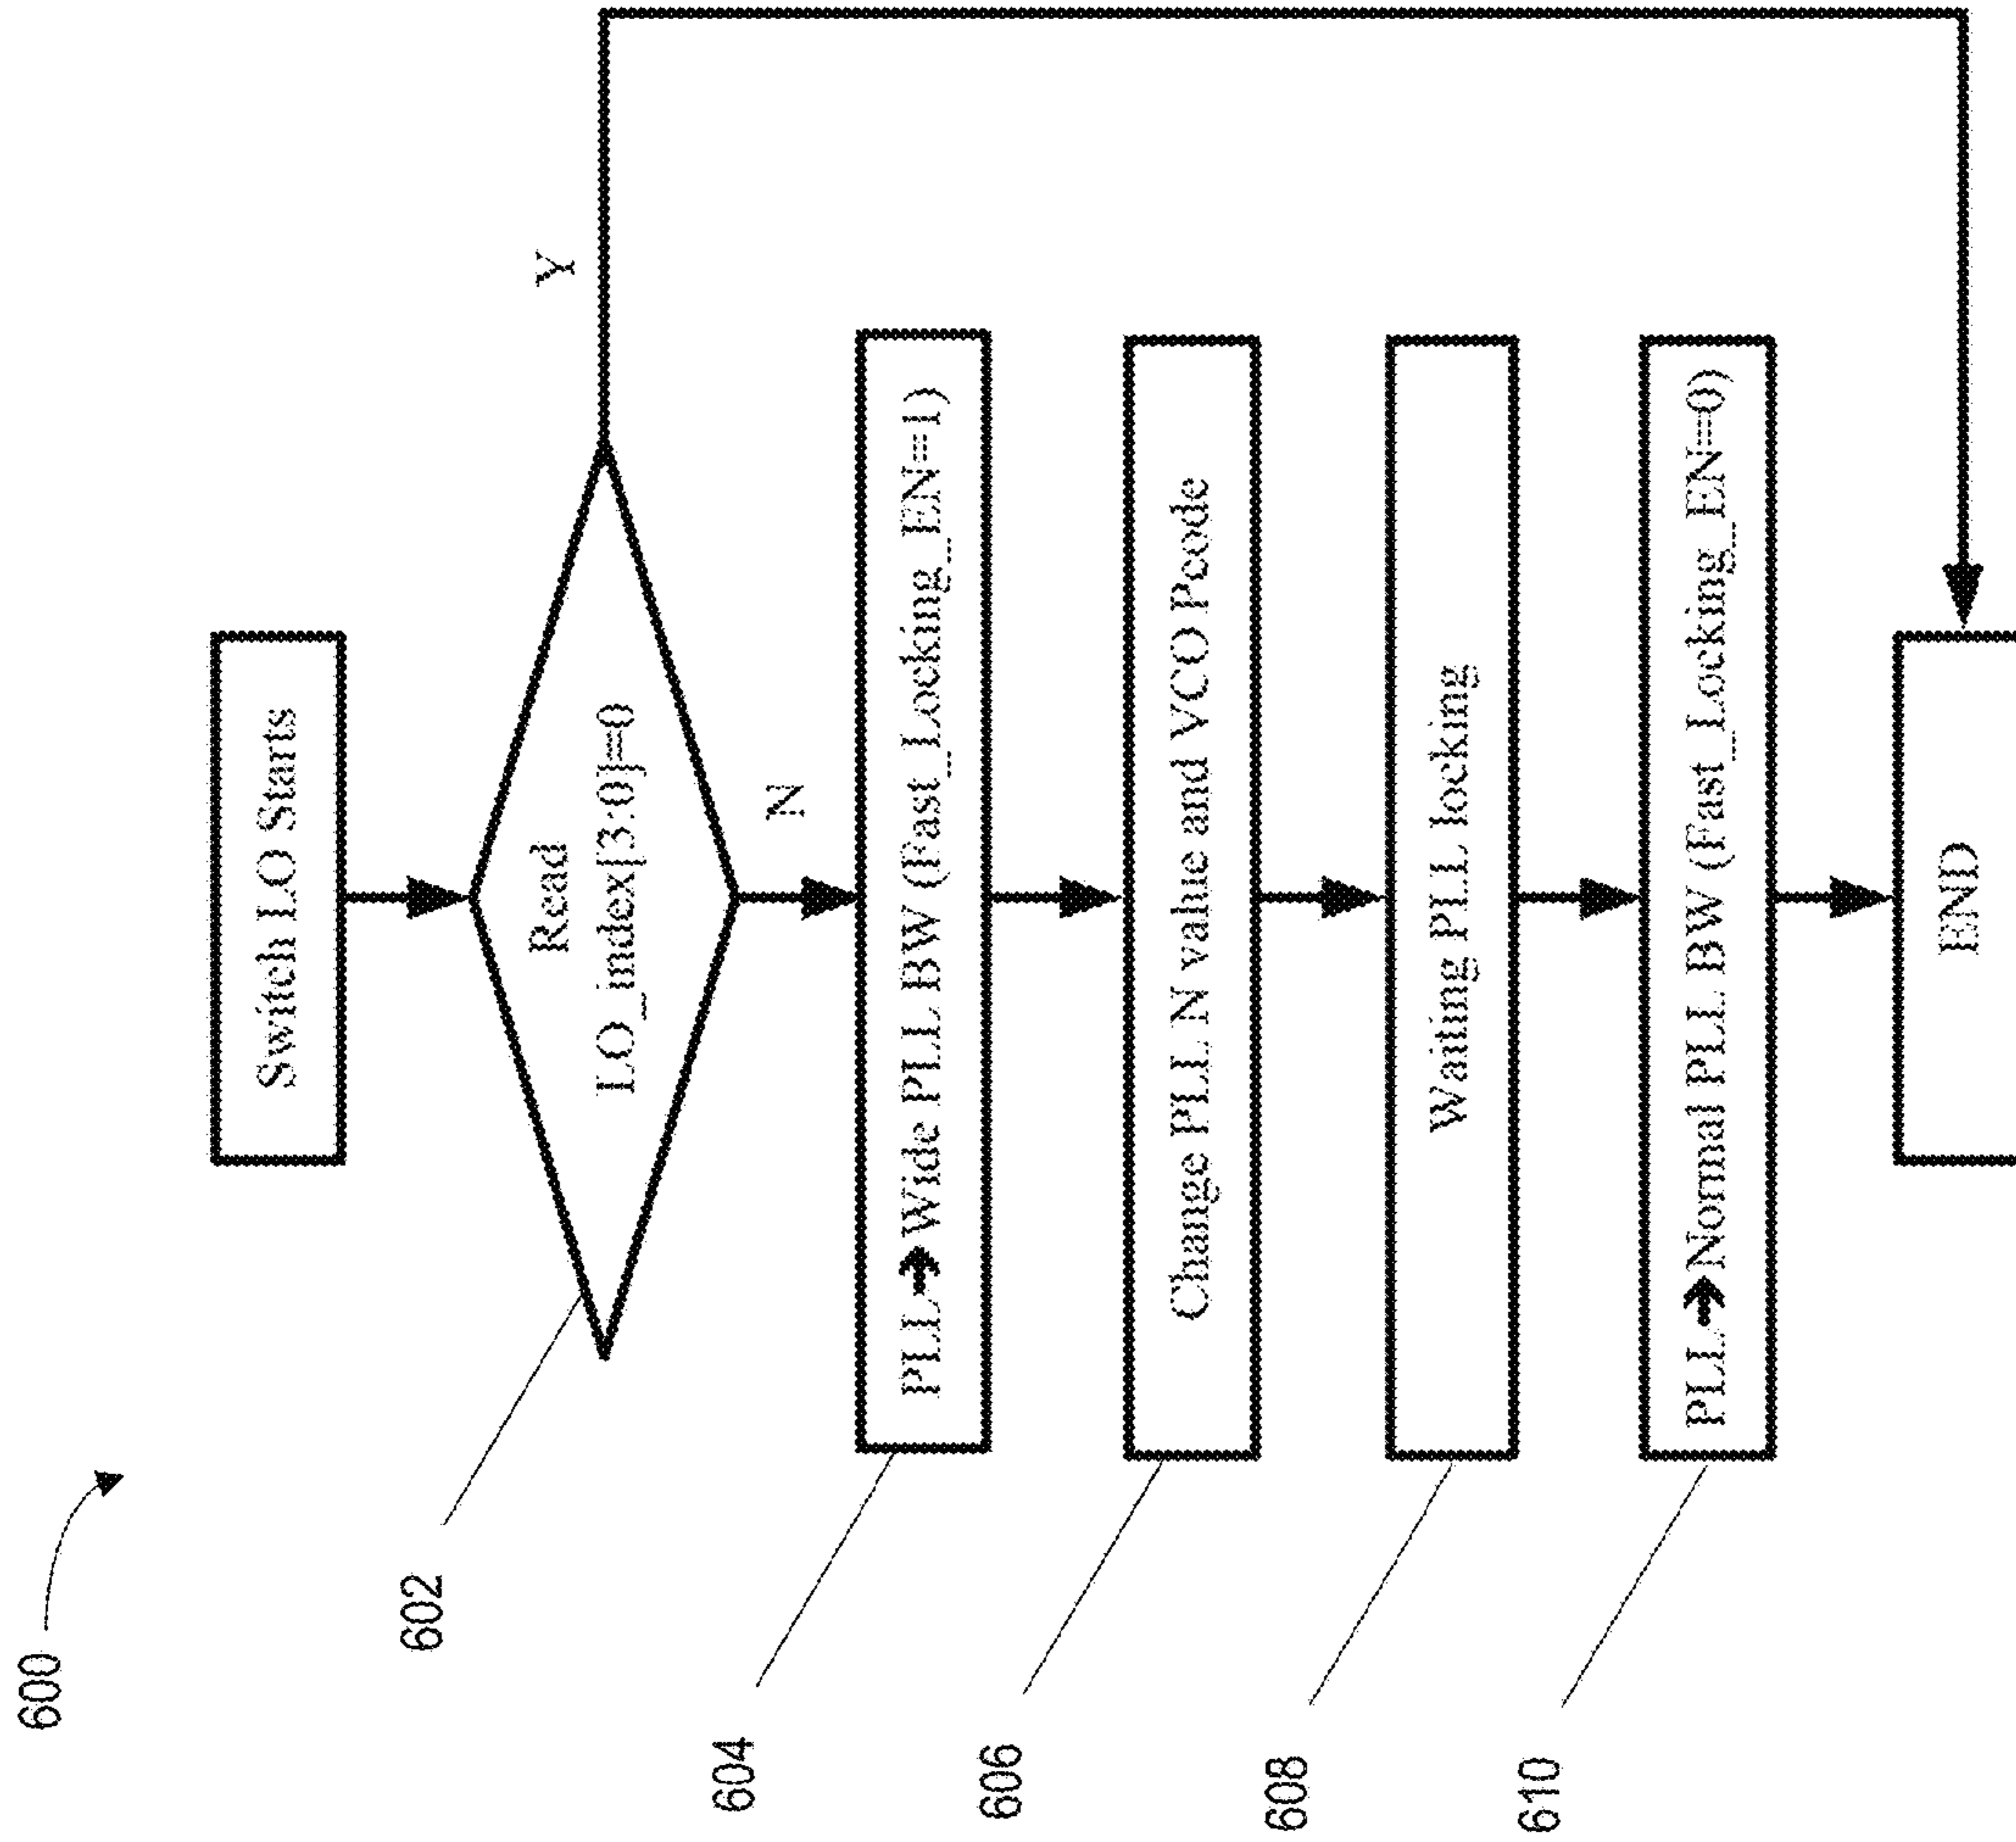 600
Switch LO Starts
602
Read
LO_index[3:0]=0
Y
N
604
PLL➔Wide PLL BW (Fast_Locking_EN=1)
606
Change PLL N value and VCO Pcode
608
Waiting PLL locking
610
PLL➔Normal PLL BW (Fast_Locking_EN=0)
END